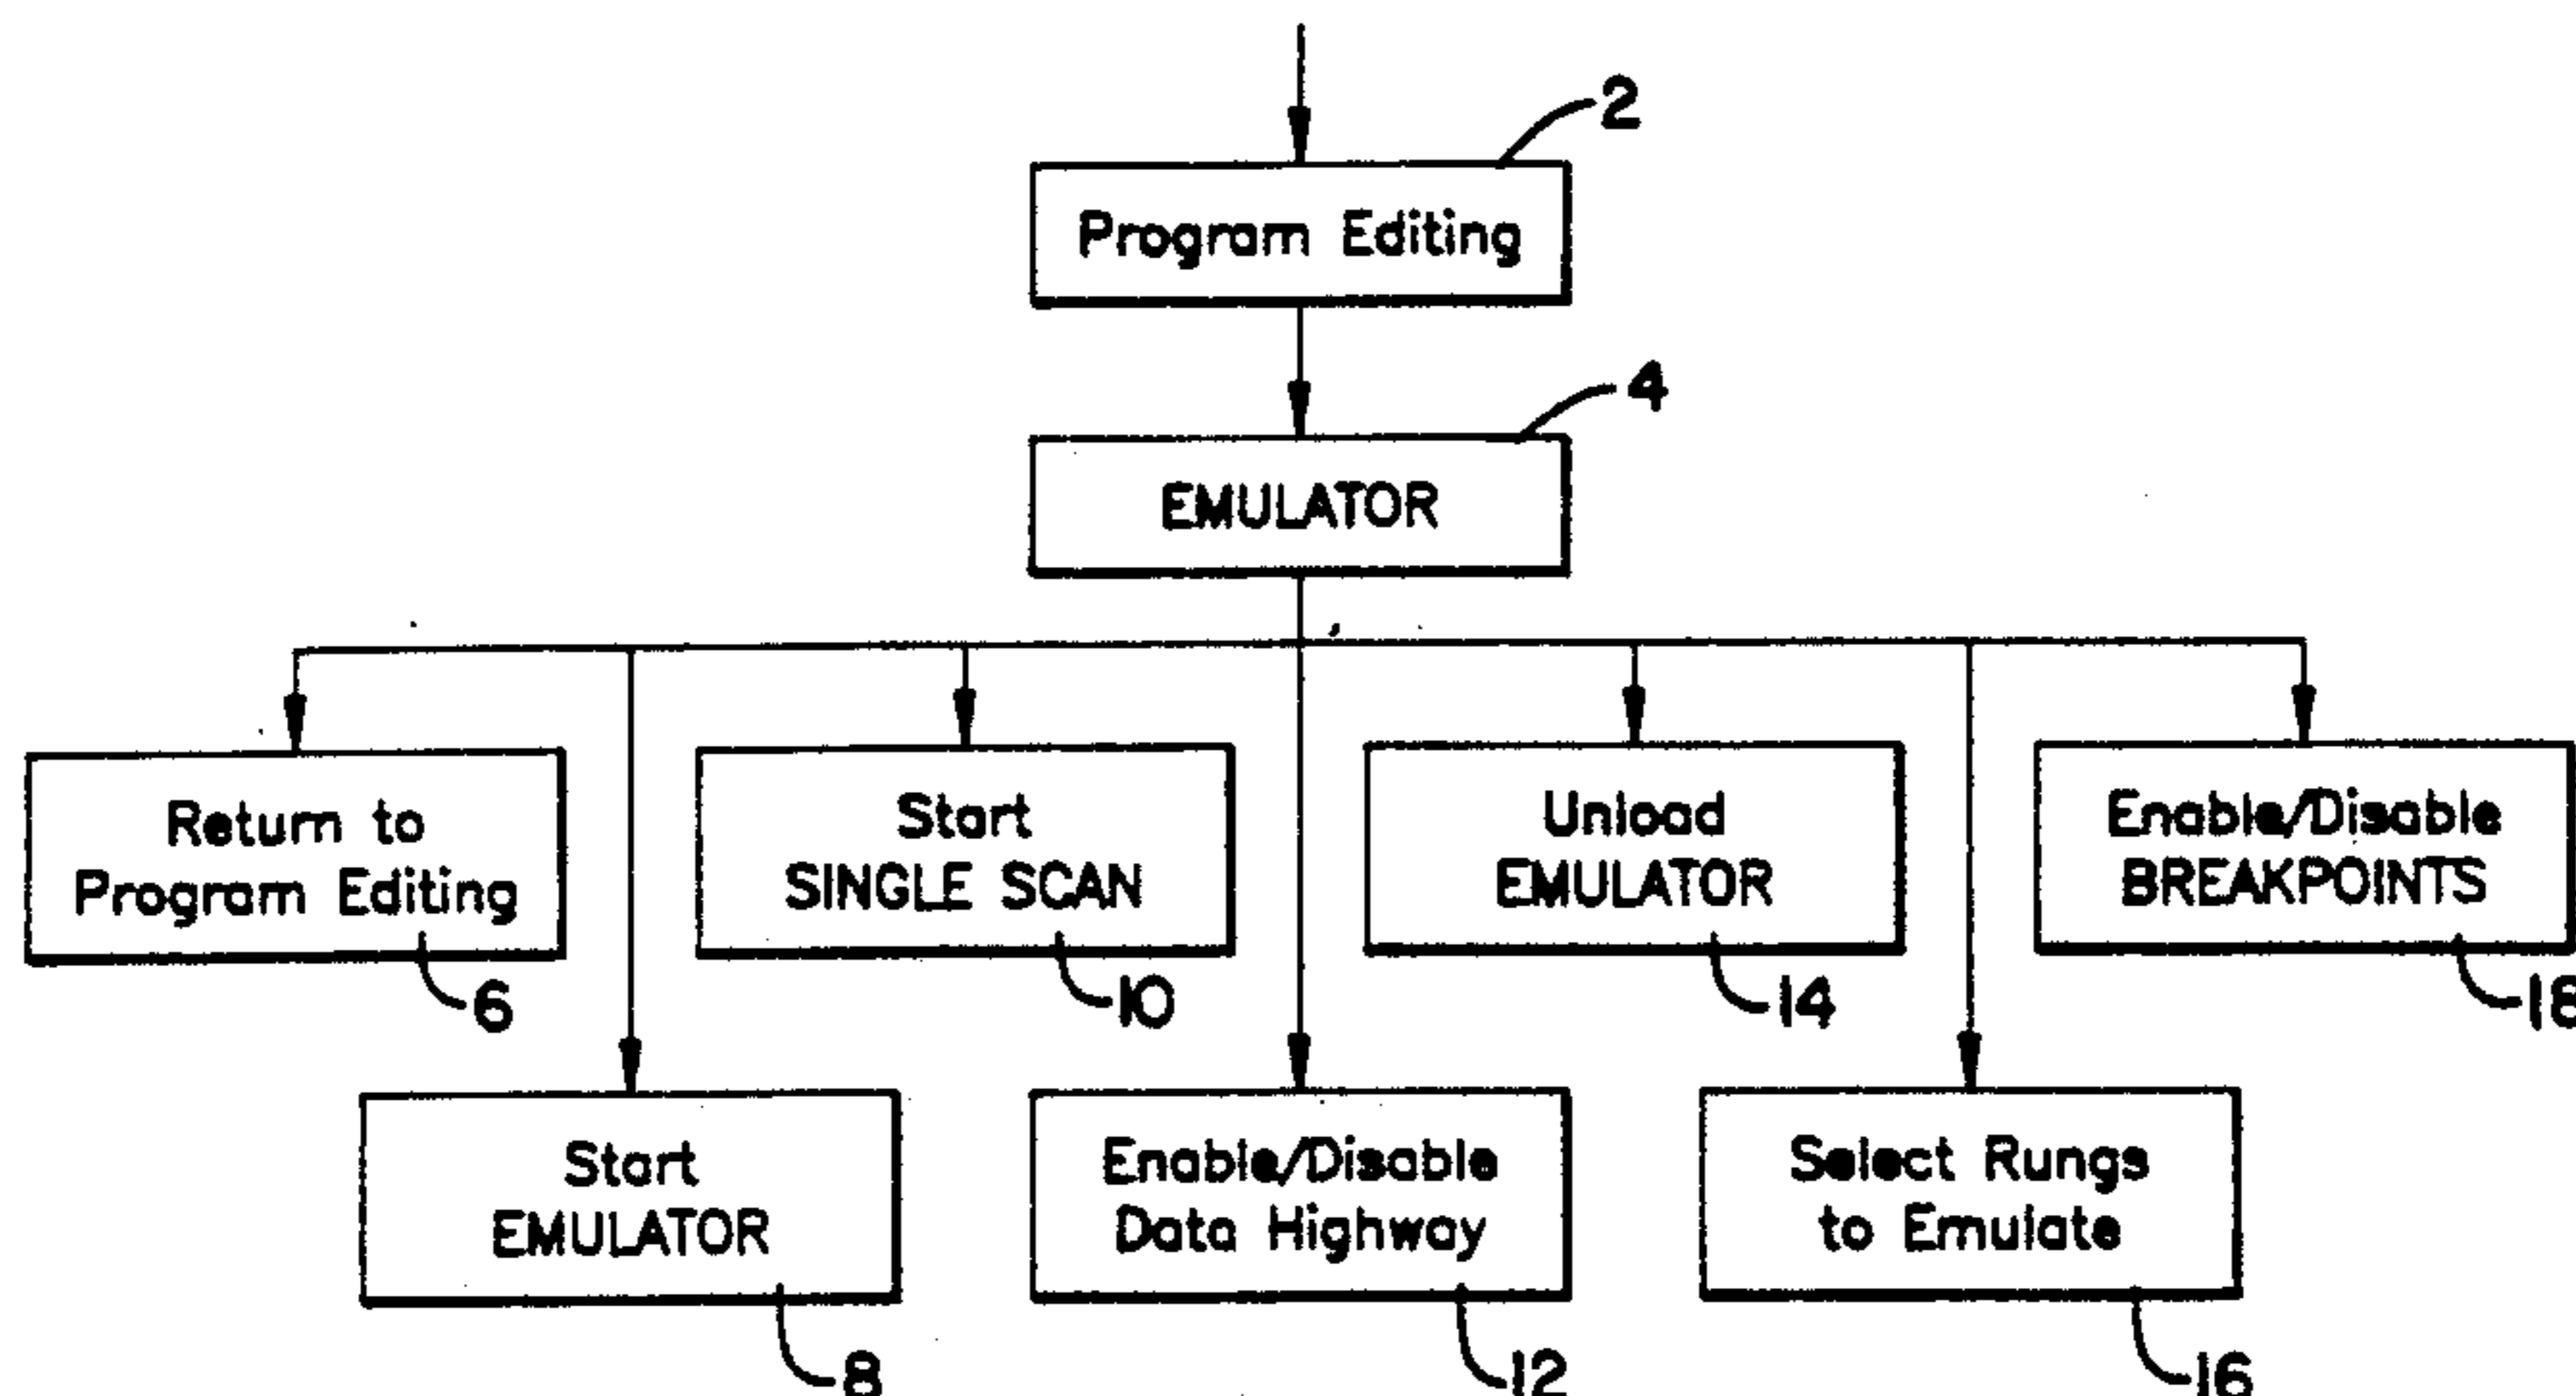 2
Program Editing
4
EMULATOR
Return to
Program Editing
6
Start
SINGLE SCAN
10
Unload
EMULATOR
14
Enable/Disable
BREAKPOINTS
18
Start
EMULATOR
8
Enable/Disable
Data Highway
12
Select Rungs
to Emulate
16